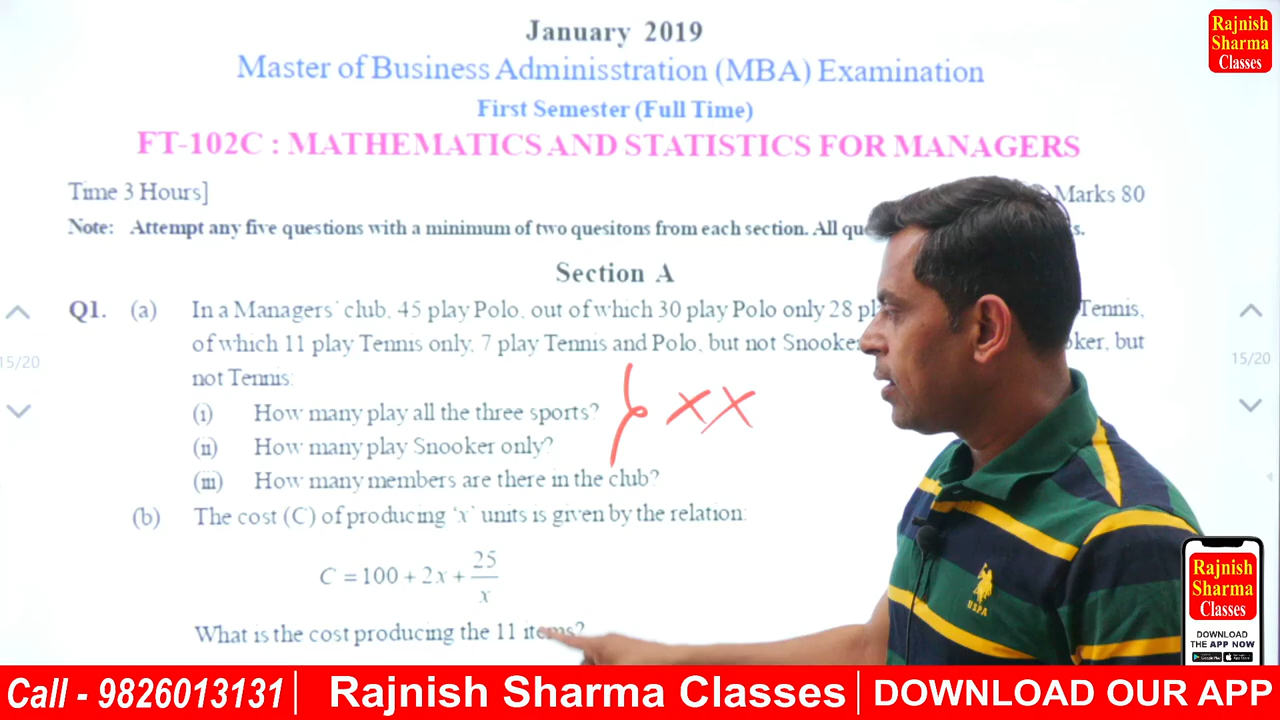 January 2019
Master of Business Adminisstration (MBA) Examination
First Semester (Full Time)
FT-102C : MATHEMATICS AND STATISTICS FOR MANAGERS
Time 3 Hours]
Marks 80
Note: Attempt any five questions with a minimum of two quesitons from each section. All
Section A
Q1. (a) In a Managers' club, 45 play Polo, out of which 30 play Polo only 28 Tennis,
of which 11 play Tennis only, 7 play Tennis and Polo, but not but
not Tennis:
(i) How many play all the three sports?
(ii) How many play Snooker only?
(iii) How many members are there in the club?
(b) The cost (C) of producing 'x' units is given by the relation:
C = 100 + 2x + 25/x
What is the cost producing the 11 items?
XX
15/20
15/20
Rajnish
Sharma
Classes
Rajnish
Sharma
Classes
DOWNLOAD
THE APP NOW
USPA
Call - 9826013131| Rajnish Sharma Classes | DOWNLOAD OUR APP